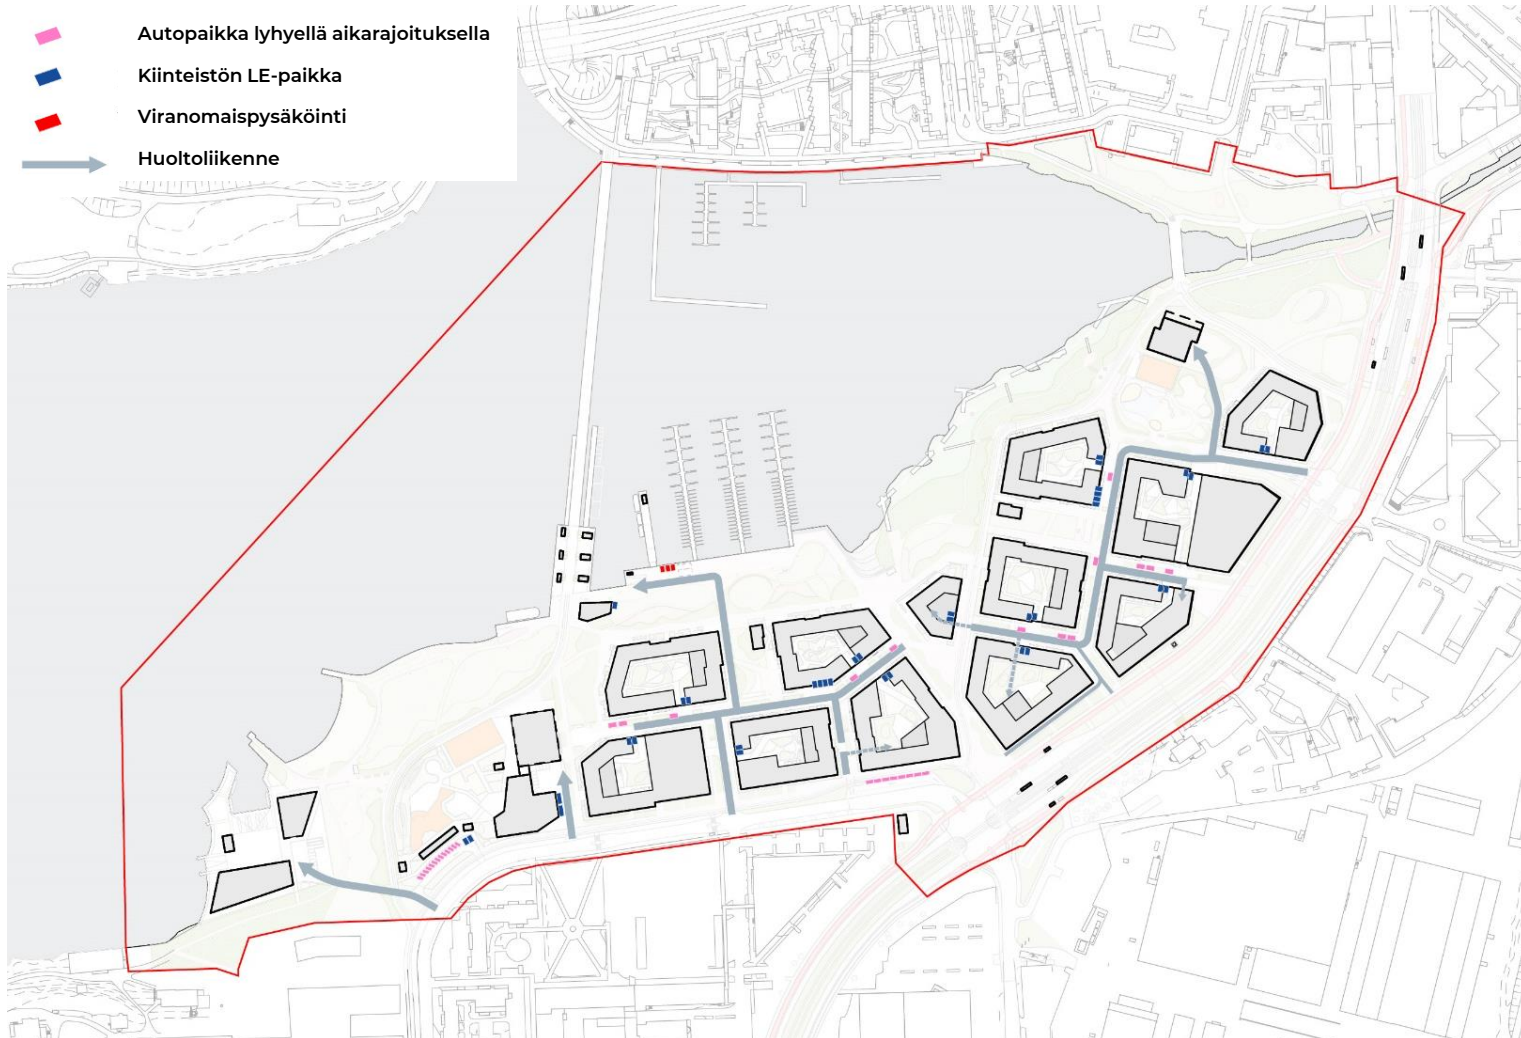 Autopaikka lyhyellä aikarajoituksella
Kiinteistön LE-paikka
Viranomaispysäköinti
Huoltoliikenne